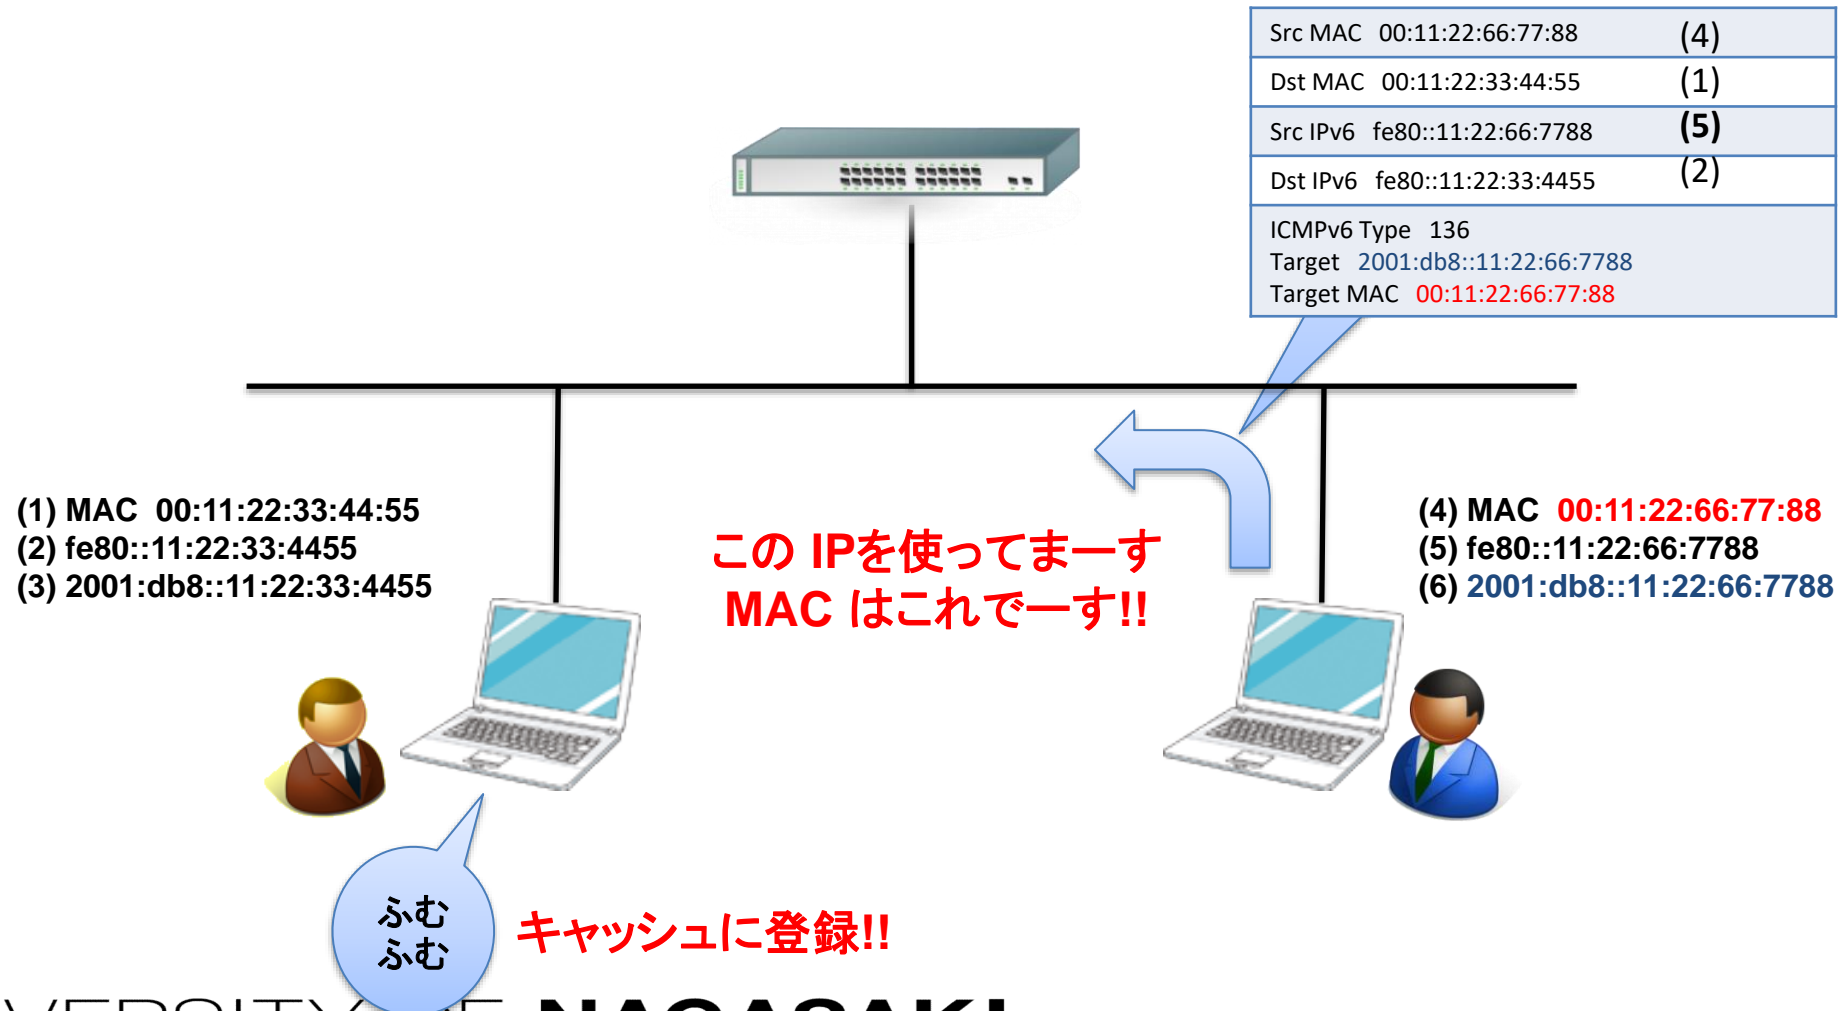 Src MAC 00:11:22:66:77:88 (4)
Dst MAC 00:11:22:33:44:55 (1)
Src IPv6 fe80::11:22:66:7788 (5)
Dst IPv6 fe80::11:22:33:4455 (2)
ICMPv6 Type 136
Target 2001:db8::11:22:66:7788
Target MAC 00:11:22:66:77:88
(1) MAC 00:11:22:33:44:55
(2) fe80::11:22:33:4455
(3) 2001:db8::11:22:33:4455
この IPを使ってまーす
MAC はこれでーす!!
(4) MAC 00:11:22:66:77:88
(5) fe80::11:22:66:7788
(6) 2001:db8::11:22:66:7788
ふむ
ふむ
キャッシュに登録!!
NAGASAKI